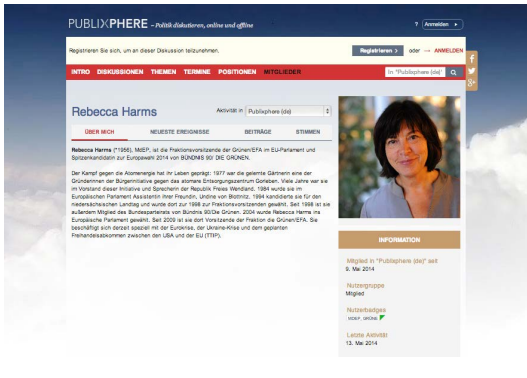 PUBLIXPHERE – Politik diskutieren, online und offline
? Anmelden
Registrieren Sie sich, um an dieser Diskussion teilzunehmen.
Registrieren > oder → ANMELDEN
INTRO DISKUSSIONEN THEMEN TERMINE POSITIONEN MITGLIEDER
In "Publixphere (de)"
Rebecca Harms
Aktivität in Publixphere (de)
ÜBER MICH NEUESTE EREIGNISSE BEITRÄGE STIMMEN
Rebecca Harms (*1956), MdEP, ist die Fraktionsvorsitzende der Grünen/EFA im EU-Parlament und
Spitzenkandidatin zur Europawahl 2014 von BÜNDNIS 90/ DIE GRÜNEN.
Der Kampf gegen die Atomenergie hat ihr Leben geprägt: 1977 war die gelernte Gärtnerin eine der
Gründerinnen der Bürgerinitiative gegen das atomare Entsorgungszentrum Gorleben. Viele Jahre war sie
im Vorstand dieser Initiative und Sprecherin der Republik Freies Wendland. 1984 wurde sie im
Europäischen Parlament Assistentin ihrer Freundin, Undine von Blottnitz. 1994 kandidierte sie für den
niedersächsischen Landtag und wurde dort zur 1998 zur Fraktionsvorsitzenden gewählt. Seit 1998 ist sie
außerdem Mitglied des Bundesparteirats von Bündnis 90/Die Grünen. 2004 wurde Rebecca Harms ins
Europäische Parlament gewählt. Seit 2009 ist sie dort Vorsitzende der Fraktion die Grünen/EFA. Sie
beschäftigt sich derzeit speziell mit der Eurokrise, der Ukraine-Krise und dem geplanten
Freihandelsabkommen zwischen den USA und der EU (TTIP).
INFORMATION
Mitglied in "Publixphere (de)" seit
9. Mai 2014
Nutzergruppe
Mitglied
Nutzerbadges
MDEP, GRÜNE
Letzte Aktivität
13. Mai 2014